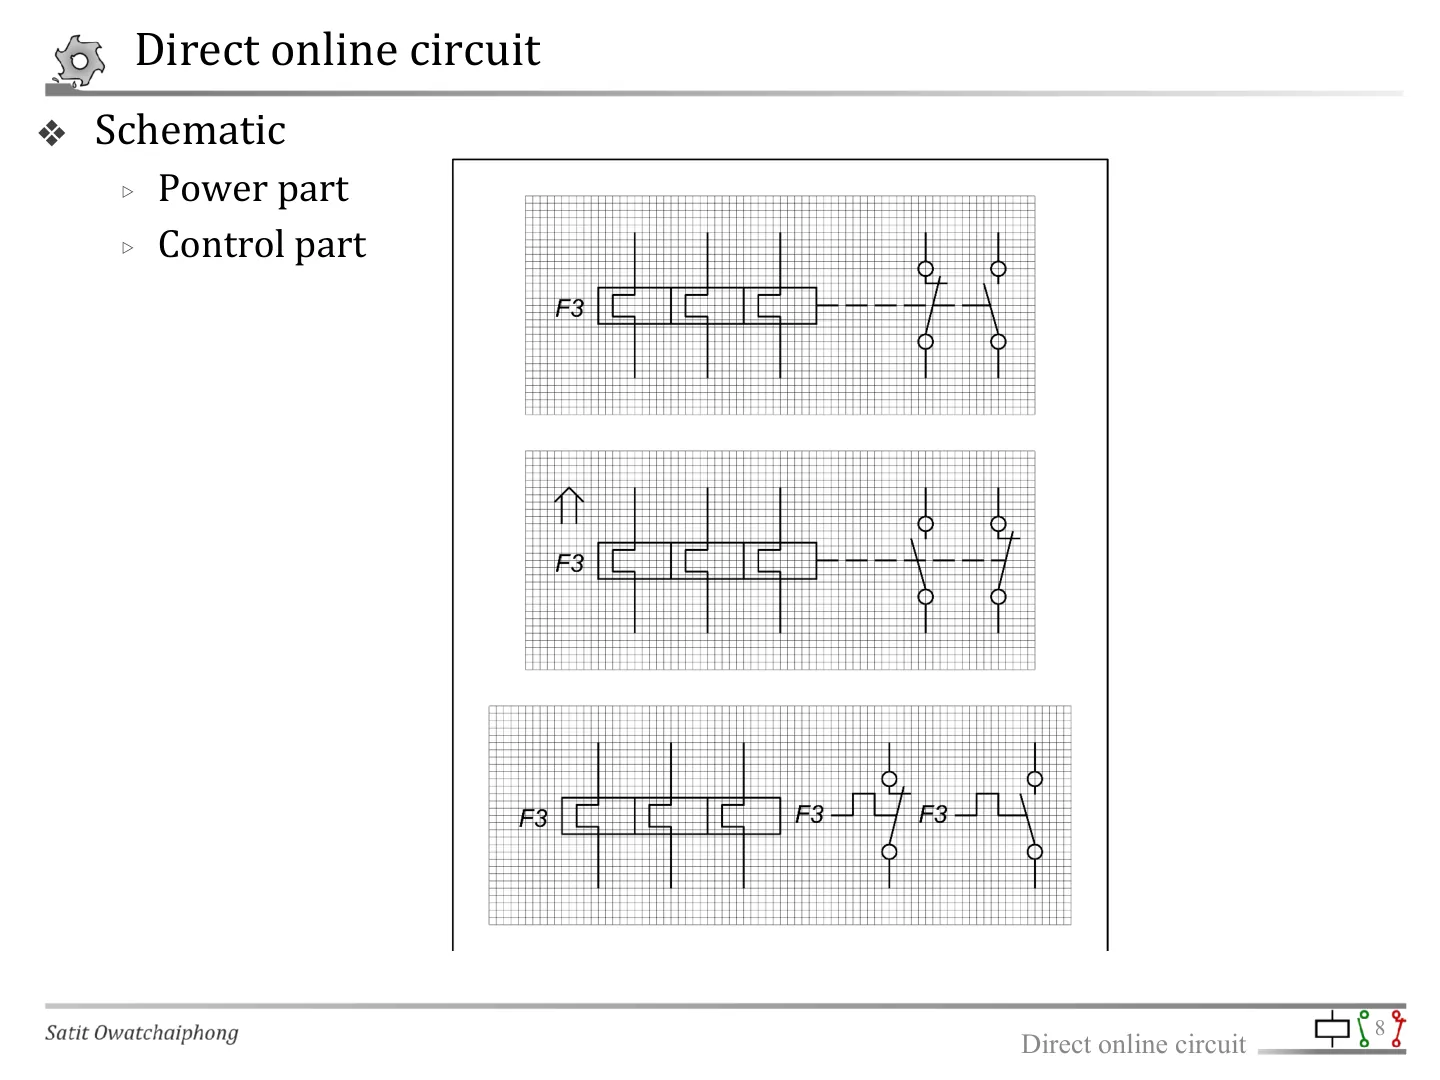 Direct online circuit
Schematic
Power part
Control part
F3
F3
F3 F3 F3
Satit Owatchaiphong
Direct online circuit
8